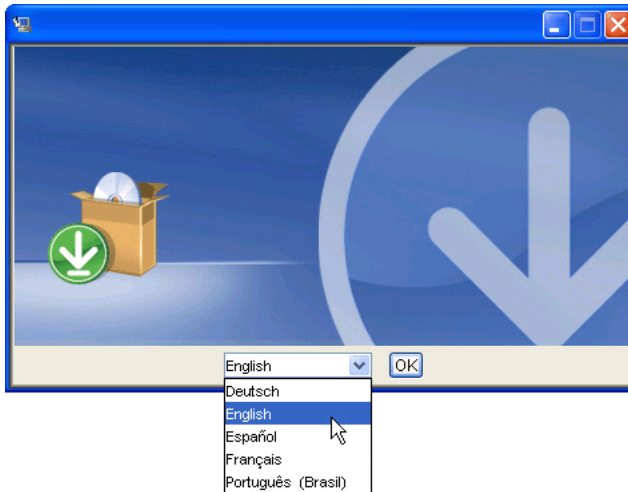 English
OK
Deutsch
English
Español
Français
Português (Brasil)